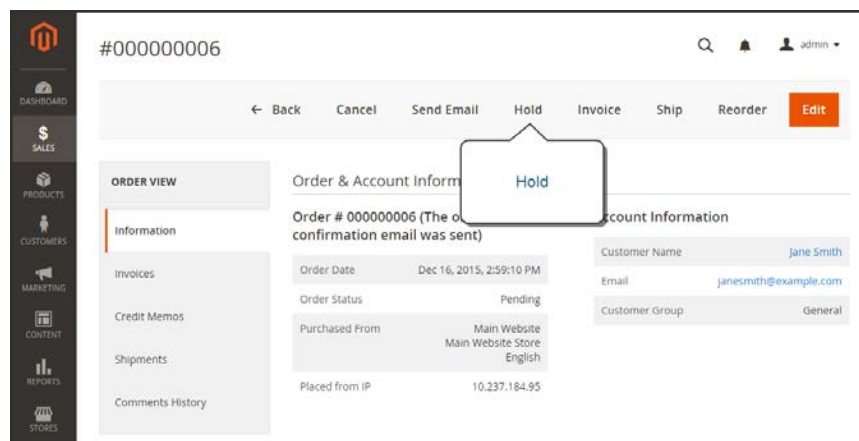 #000000006
admin
DASHBOARD
← Back Cancel Send Email Hold Invoice Ship Reorder Edit
$
SALES
Hold
PRODUCTS
ORDER VIEW
Order & Account Inform
Order # 000000006 (The o
confirmation email was sent)
Account Information
Information
CUSTOMERS
Customer Name Jane Smith
Order Date Dec 16, 2015, 2:59:10 PM
Invoices
Email janesmith@example.com
MARKETING
Order Status Pending
Customer Group General
Credit Memos
CONTENT
Purchased From Main Website
Main Website Store
English
Shipments
REPORTS
Placed from IP 10.237.184.95
Comments History
STORES